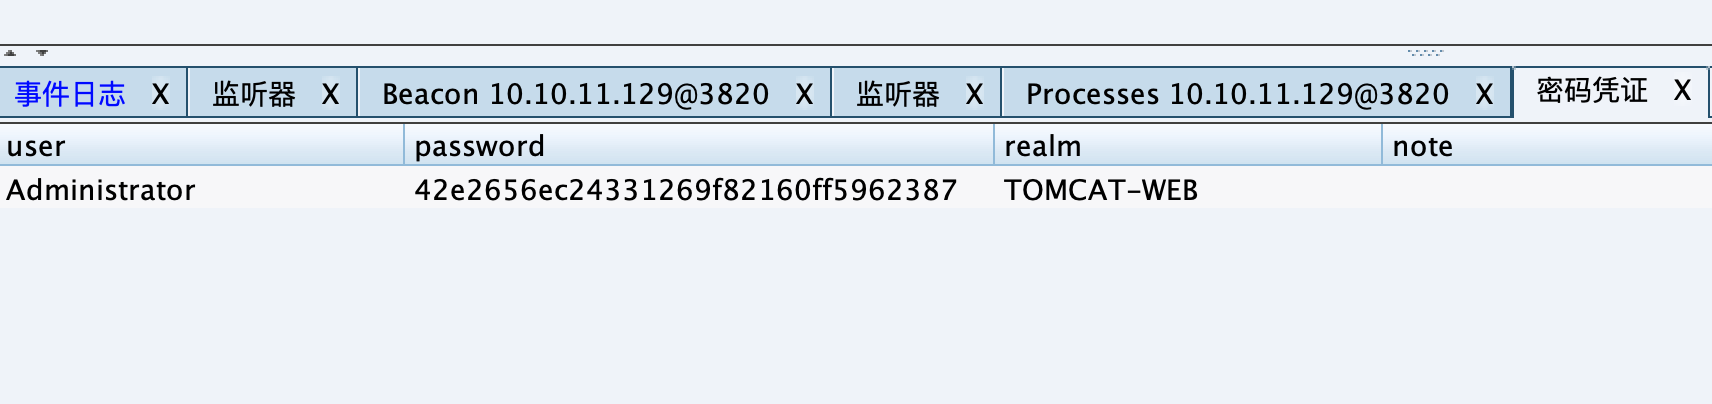 事件日志 X 监听器 X Beacon 10.10.11.129@3820 X 监听器 X Processes 10.10.11.129@3820 X 密码凭证 X
user password realm note
Administrator 42e2656ec24331269f82160ff5962387 TOMCAT-WEB